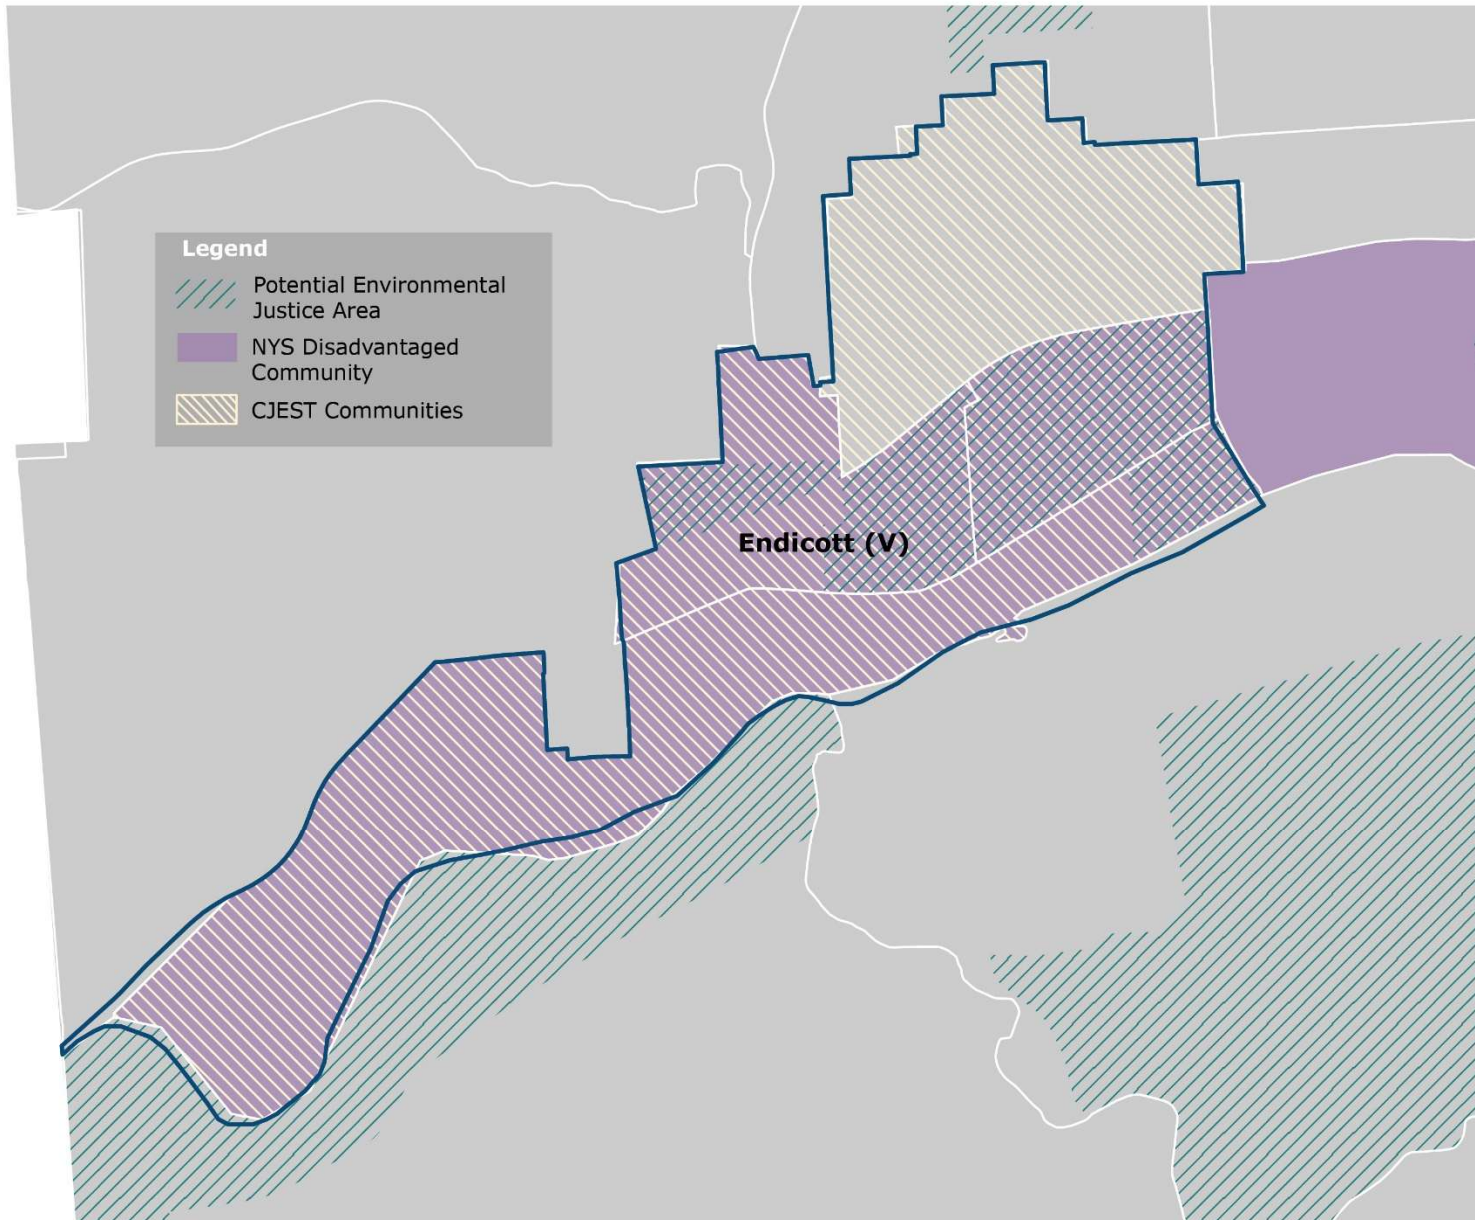 Legend
Potential Environmental
Justice Area
NYS Disadvantaged
Community
CJEST Communities
Endicott (V)